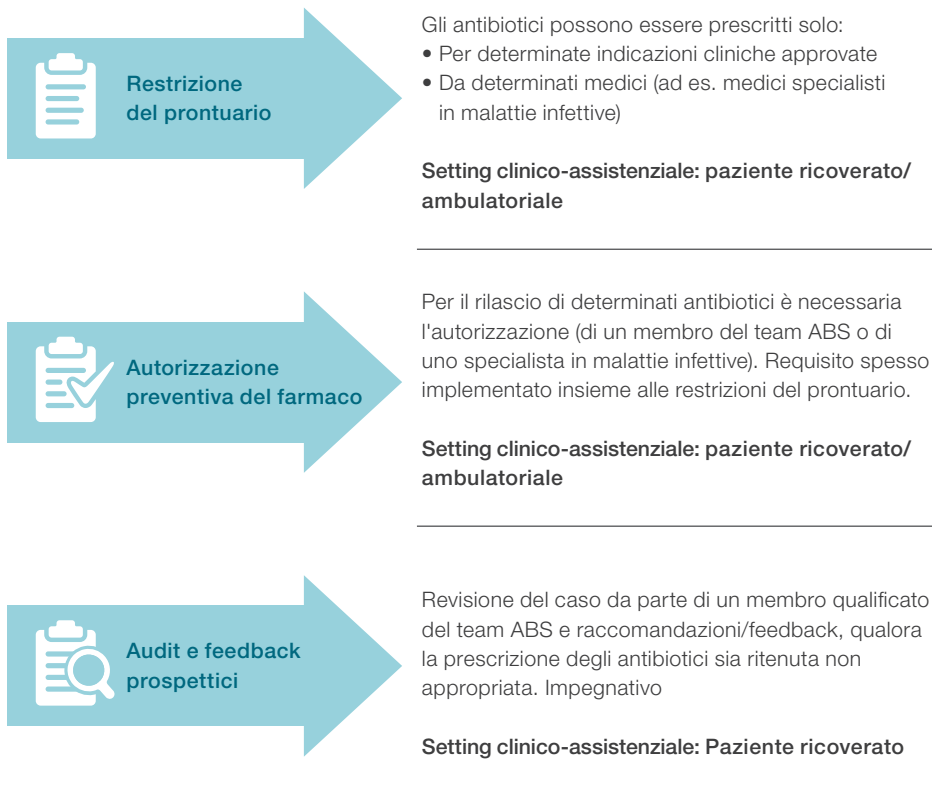 Restrizione
del prontuario
Gli antibiotici possono essere prescritti solo:
• Per determinate indicazioni cliniche approvate
• Da determinati medici (ad es. medici specialisti
in malattie infettive)
Setting clinico-assistenziale: paziente ricoverato/
ambulatoriale
Autorizzazione
preventiva del farmaco
Per il rilascio di determinati antibiotici è necessaria
l'autorizzazione (di un membro del team ABS o di
uno specialista in malattie infettive). Requisito spesso
implementato insieme alle restrizioni del prontuario.
Setting clinico-assistenziale: paziente ricoverato/
ambulatoriale
Audit e feedback
prospettici
Revisione del caso da parte di un membro qualificato
del team ABS e raccomandazioni/feedback, qualora
la prescrizione degli antibiotici sia ritenuta non
appropriata. Impegnativo
Setting clinico-assistenziale: Paziente ricoverato